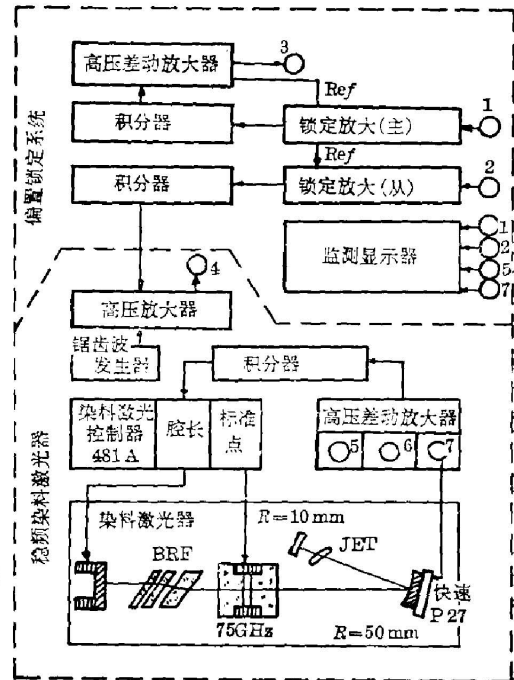 3
高压差动放大器
Ref
1
积分器
锁定放大(主)
Ref
2
积分器
锁定放大(从)
偏置锁定系统
监测显示器
1
2
5
7
4
高压放大器
锯齿波
发生器
积分器
稳频染料激光器
染料激光
控制器
481A
腔长
标准
点
高压差动放大器
5
6
7
染料激光器
R=10mm
JET
BRF
快速
P27
75GHz
R=50mm